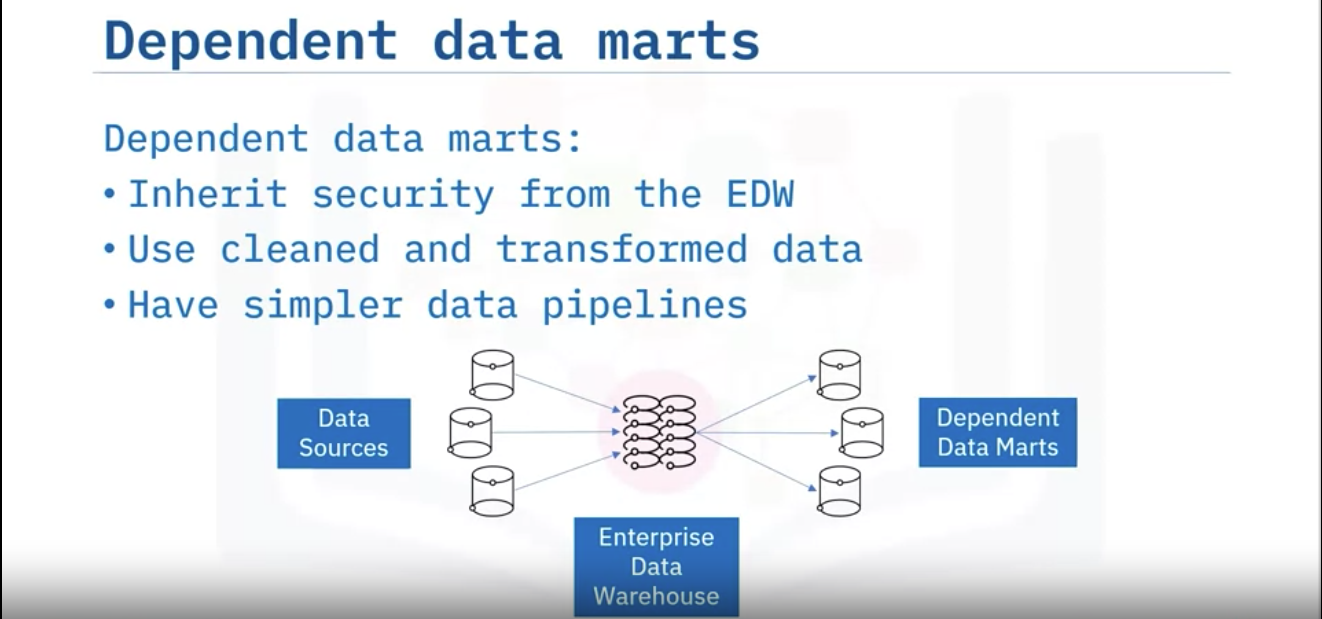 Dependent data marts
Dependent data marts:
• Inherit security from the EDW
• Use cleaned and transformed data
• Have simpler data pipelines
Data
Sources
Enterprise
Data
Warehouse
Dependent
Data Marts